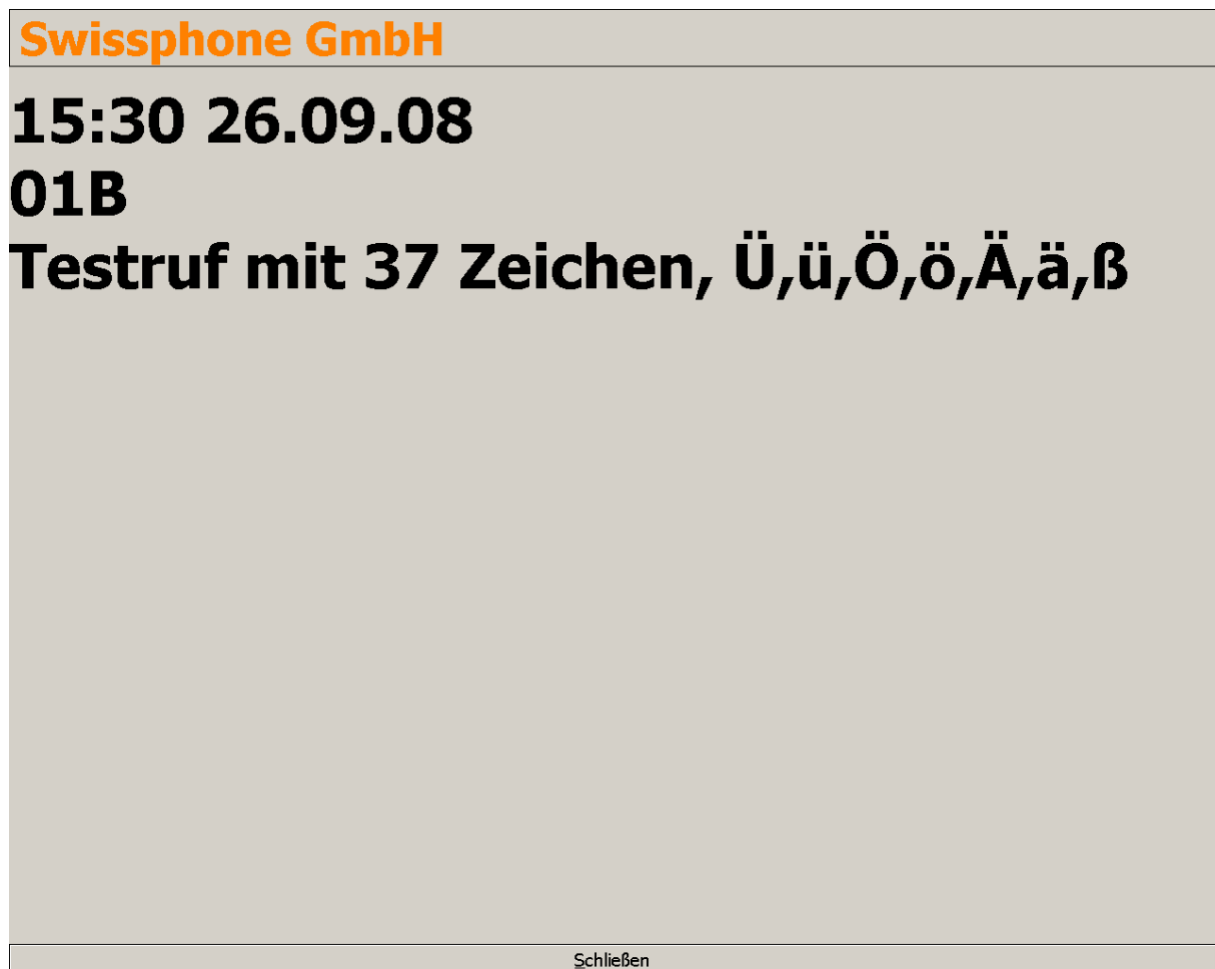 Swissphone GmbH
15:30 26.09.08
01B
Testruf mit 37 Zeichen, Ü,ü,Ö,ö,Ä,ä,ß
Schließen